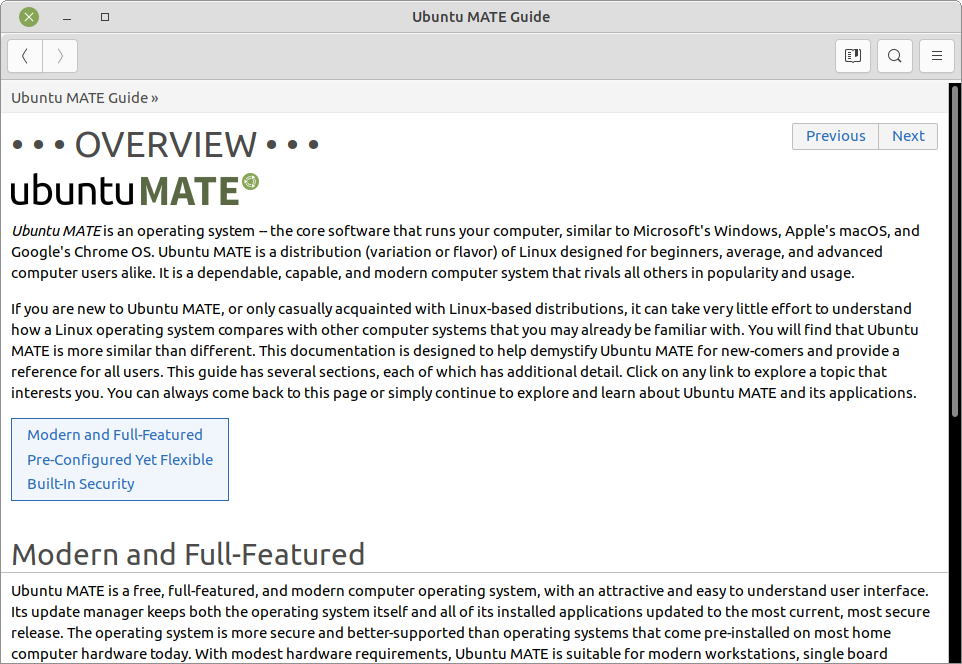 Ubuntu MATE Guide
Ubuntu MATE Guide »
• • • OVERVIEW • • •
Previous
Next
ubuntu MATE
Ubuntu MATE is an operating system -- the core software that runs your computer, similar to Microsoft's Windows, Apple's macOS, and
Google's Chrome OS. Ubuntu MATE is a distribution (variation or flavor) of Linux designed for beginners, average, and advanced
computer users alike. It is a dependable, capable, and modern computer system that rivals all others in popularity and usage.
If you are new to Ubuntu MATE, or only casually acquainted with Linux-based distributions, it can take very little effort to understand
how a Linux operating system compares with other computer systems that you may already be familiar with. You will find that Ubuntu
MATE is more similar than different. This documentation is designed to help demystify Ubuntu MATE for new-comers and provide a
reference for all users. This guide has several sections, each of which has additional detail. Click on any link to explore a topic that
interests you. You can always come back to this page or simply continue to explore and learn about Ubuntu MATE and its applications.
Modern and Full-Featured
Pre-Configured Yet Flexible
Built-In Security
Modern and Full-Featured
Ubuntu MATE is a free, full-featured, and modern computer operating system, with an attractive and easy to understand user interface.
Its update manager keeps both the operating system itself and all of its installed applications updated to the most current, most secure
release. The operating system is more secure and better-supported than operating systems that come pre-installed on most home
computer hardware today. With modest hardware requirements, Ubuntu MATE is suitable for modern workstations, single board